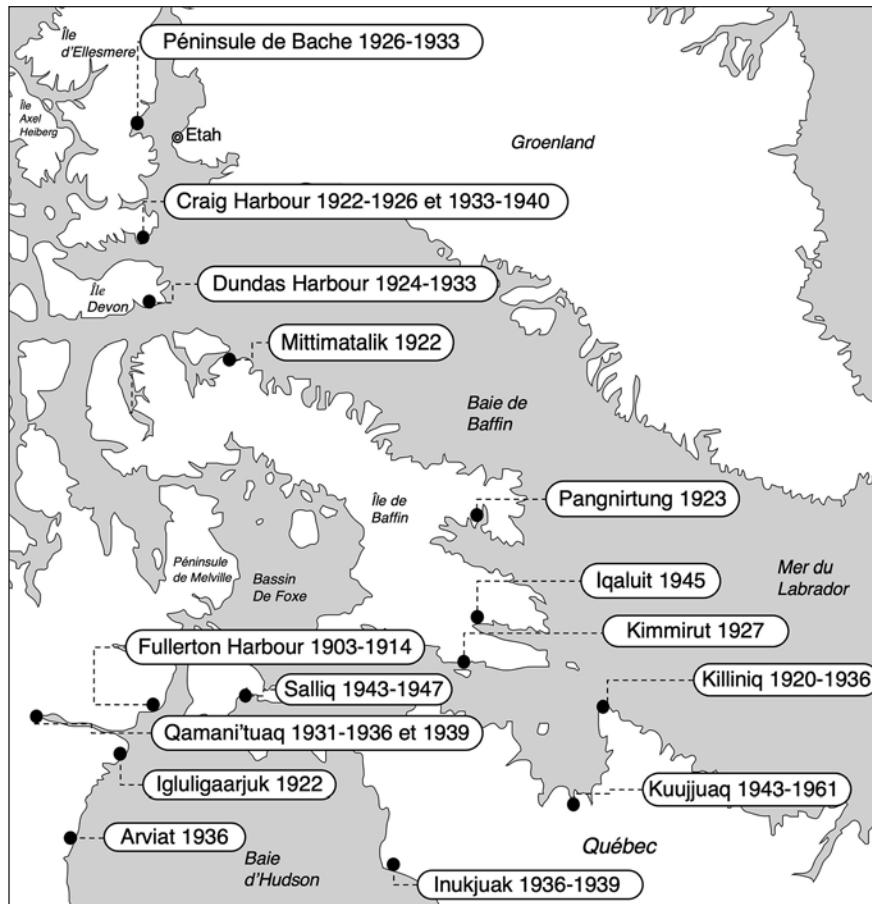 Île
d'Ellesmere
Péninsule de Bache 1926-1933
Île
Axel
Heiberg
Etah
Groenland
Craig Harbour 1922-1926 et 1933-1940
Île
Devon
Dundas Harbour 1924-1933
Mittimatalik 1922
Baie de
Baffin
Île de
Baffin
Pangnirtung 1923
Péninsule
de Melville
Bassin
De Foxe
Iqaluit 1945
Mer du
Labrador
Kimmirut 1927
Fullerton Harbour 1903-1914
Salliq 1943-1947
Killiniq 1920-1936
Qamani'tuaq 1931-1936 et 1939
Igluligaarjuk 1922
Kuujjuaq 1943-1961
Arviat 1936
Québec
Baie
d'Hudson
Inukjuak 1936-1939